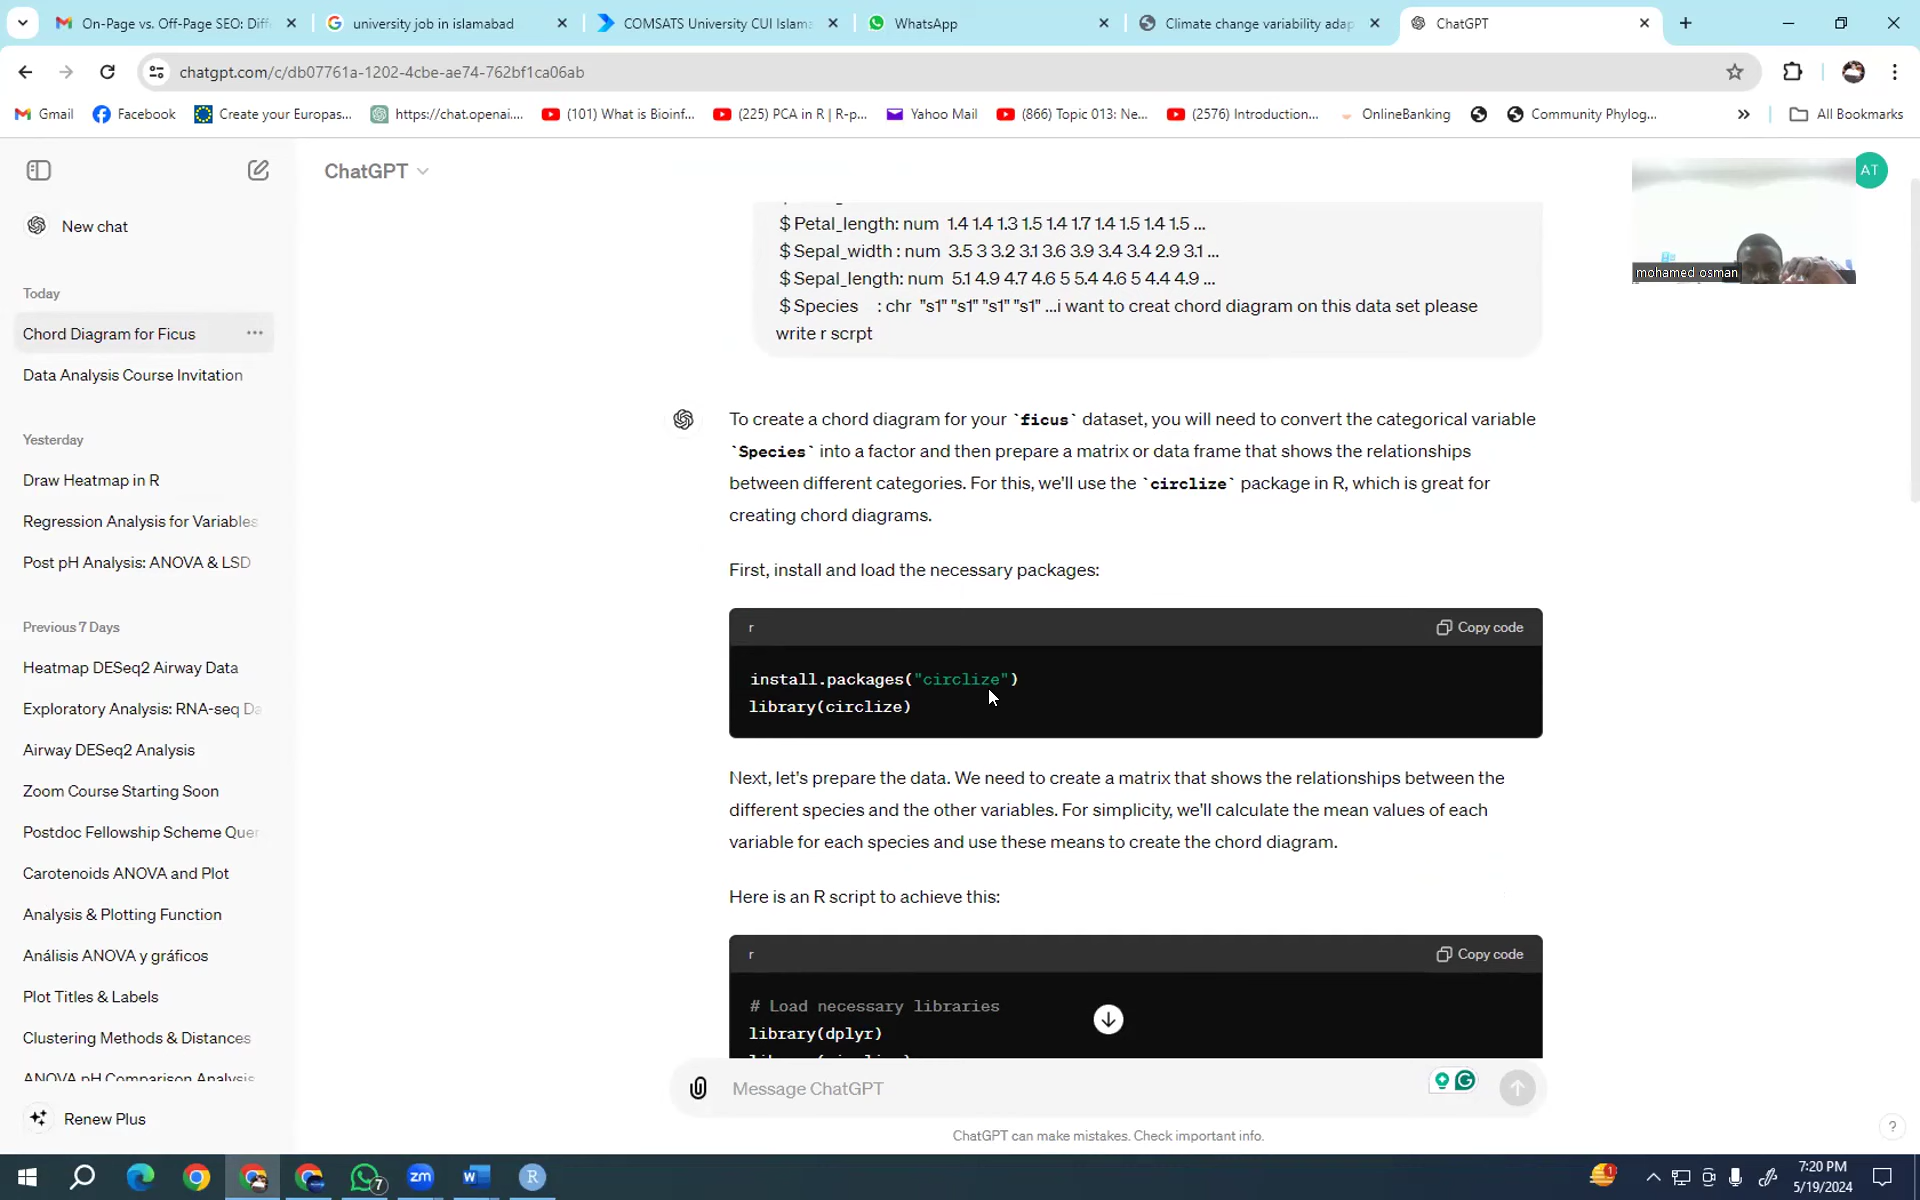 On-Page vs. Off-Page SEO: Diff
university job in islamabad
COMSATS University CUI Islama
WhatsApp
Climate change variability adap
ChatGPT
chatgpt.com/c/db07761a-1202-4cbe-ae74-762bf1ca06ab
Gmail
Facebook
Create your Europas...
https://chat.openai....
(101) What is Bioinf...
(225) PCA in R | R-p...
Yahoo Mail
(866) Topic 013: Ne...
(2576) Introduction...
OnlineBanking
Community Phylog...
»
All Bookmarks
ChatGPT
AT
mohamed osman
New chat
Today
Chord Diagram for Ficus
Data Analysis Course Invitation
Yesterday
Draw Heatmap in R
Regression Analysis for Variables
Post pH Analysis: ANOVA & LSD
Previous 7 Days
Heatmap DESeq2 Airway Data
Exploratory Analysis: RNA-seq Da
Airway DESeq2 Analysis
Zoom Course Starting Soon
Postdoc Fellowship Scheme Quer
Carotenoids ANOVA and Plot
Analysis & Plotting Function
Análisis ANOVA y gráficos
Plot Titles & Labels
Clustering Methods & Distances
ANOVA pH Comparison Analysis
Renew Plus
$ Petal_length: num 1.4 1.4 1.3 1.5 1.4 1.7 1.4 1.5 1.4 1.5 ...
$ Sepal_width : num 3.5 3 3.2 3.1 3.6 3.9 3.4 3.4 2.9 3.1 ...
$ Sepal_length: num 5.1 4.9 4.7 4.6 5 5.4 4.6 5 4.4 4.9 ...
$ Species : chr "s1" "s1" "s1" "s1" ...i want to creat chord diagram on this data set please
write r scrpt
To create a chord diagram for your `ficus` dataset, you will need to convert the categorical variable
`Species` into a factor and then prepare a matrix or data frame that shows the relationships
between different categories. For this, we'll use the `circlize` package in R, which is great for
creating chord diagrams.
First, install and load the necessary packages:
r
Copy code
install.packages("circlize")
library(circlize)
Next, let's prepare the data. We need to create a matrix that shows the relationships between the
different species and the other variables. For simplicity, we'll calculate the mean values of each
variable for each species and use these means to create the chord diagram.
Here is an R script to achieve this:
r
Copy code
# Load necessary libraries
library(dplyr)
Message ChatGPT
ChatGPT can make mistakes. Check important info.
?
7
zm
W
R
1
7:20 PM
5/19/2024